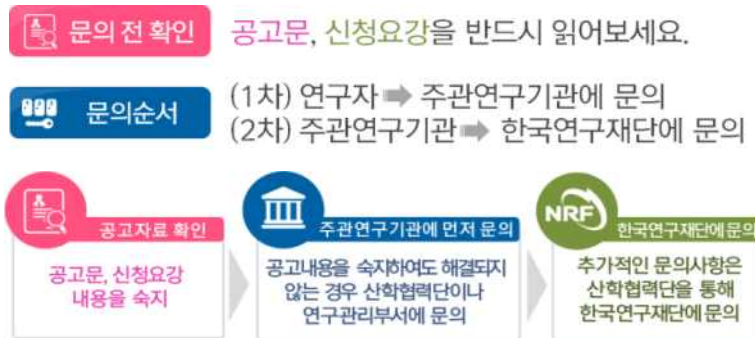 문의 전 확인 공고문, 신청요강을 반드시 읽어보세요.
문의순서 (1차) 연구자 ➡ 주관연구기관에 문의
(2차) 주관연구기관 ➡ 한국연구재단에 문의
공고자료 확인
공고문, 신청요강
내용을 숙지
주관연구기관에 먼저 문의
공고내용을 숙지하여도 해결되지
않는 경우 산학협력단이나
연구관리부서에 문의
NRF
한국연구재단에문의
추가적인 문의사항은
산학협력단을 통해
한국연구재단에 문의